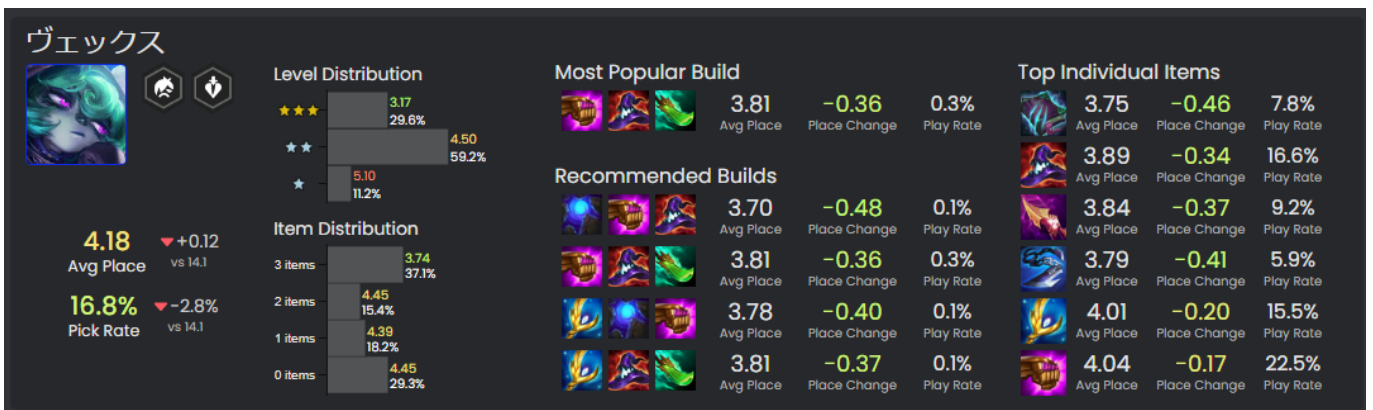 ヴェックス
4.18 +0.12
Avg Place vs 14.1
16.8% -2.8%
Pick Rate vs 14.1
Level Distribution
3.17
29.6%
4.50
59.2%
5.10
11.2%
Item Distribution
3 items 3.74
37.1%
2 items 4.45
15.4%
1 items 4.39
18.2%
0 items 4.45
29.3%
Most Popular Build
3.81 -0.36 0.3%
Avg Place Place Change Play Rate
Recommended Builds
3.70 -0.48 0.1%
Avg Place Place Change Play Rate
3.81 -0.36 0.3%
Avg Place Place Change Play Rate
3.78 -0.40 0.1%
Avg Place Place Change Play Rate
3.81 -0.37 0.1%
Avg Place Place Change Play Rate
Top Individual Items
3.75 -0.46 7.8%
Avg Place Place Change Play Rate
3.89 -0.34 16.6%
Avg Place Place Change Play Rate
3.84 -0.37 9.2%
Avg Place Place Change Play Rate
3.79 -0.41 5.9%
Avg Place Place Change Play Rate
4.01 -0.20 15.5%
Avg Place Place Change Play Rate
4.04 -0.17 22.5%
Avg Place Place Change Play Rate